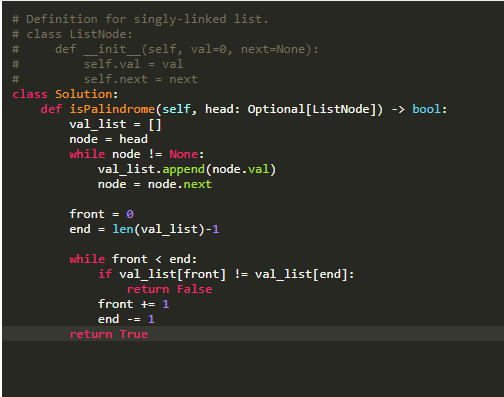 # Definition for singly-linked list.
# class ListNode:
#     def __init__(self, val=0, next=None):
#         self.val = val
#         self.next = next
class Solution:
    def isPalindrome(self, head: Optional[ListNode]) -> bool:
        val_list = []
        node = head
        while node != None:
            val_list.append(node.val)
            node = node.next

        front = 0
        end = len(val_list)-1

        while front < end:
            if val_list[front] != val_list[end]:
                return False
            front += 1
            end -= 1
        return True